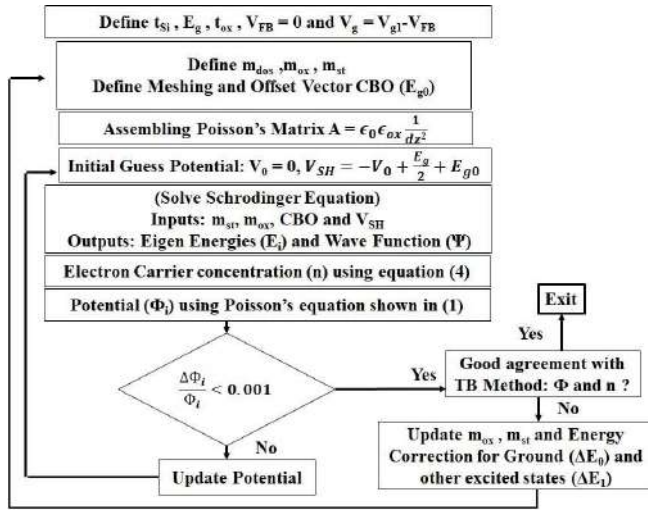 Define t_Si , E_g , t_ox , V_FB = 0 and V_g = V_g1-V_FB
Define m_dos ,m_ox , m_st
Define Meshing and Offset Vector CBO (E_g0)
Assembling Poisson's Matrix A = ϵ_0 ϵ_ox 1/dz²
Initial Guess Potential: V_0 = 0, V_SH = −V_0 + E_g/2 + E_g0
(Solve Schrodinger Equation)
Inputs: m_st, m_ox, CBO and V_SH
Outputs: Eigen Energies (E_i) and Wave Function (Ψ)
Electron Carrier concentration (n) using equation (4)
Potential (Φ_i) using Poisson's equation shown in (1)
ΔΦ_i/Φ_i < 0.001
No
Update Potential
Yes
Good agreement with
TB Method: Φ and n ?
Yes
Exit
No
Update m_ox , m_st and Energy
Correction for Ground (ΔE_0) and
other excited states (ΔE_1)